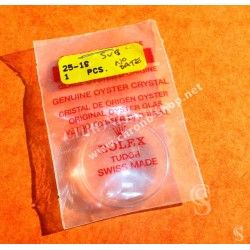 SUB
25-15 NO
1 PCS. DATE
GENUINE OYSTER CRYSTAL
CRISTAL DE ORIGEN OYSTER
ORIGINAL OYSTER GLAS
ROLEX
TUDOR
SWISS MADE